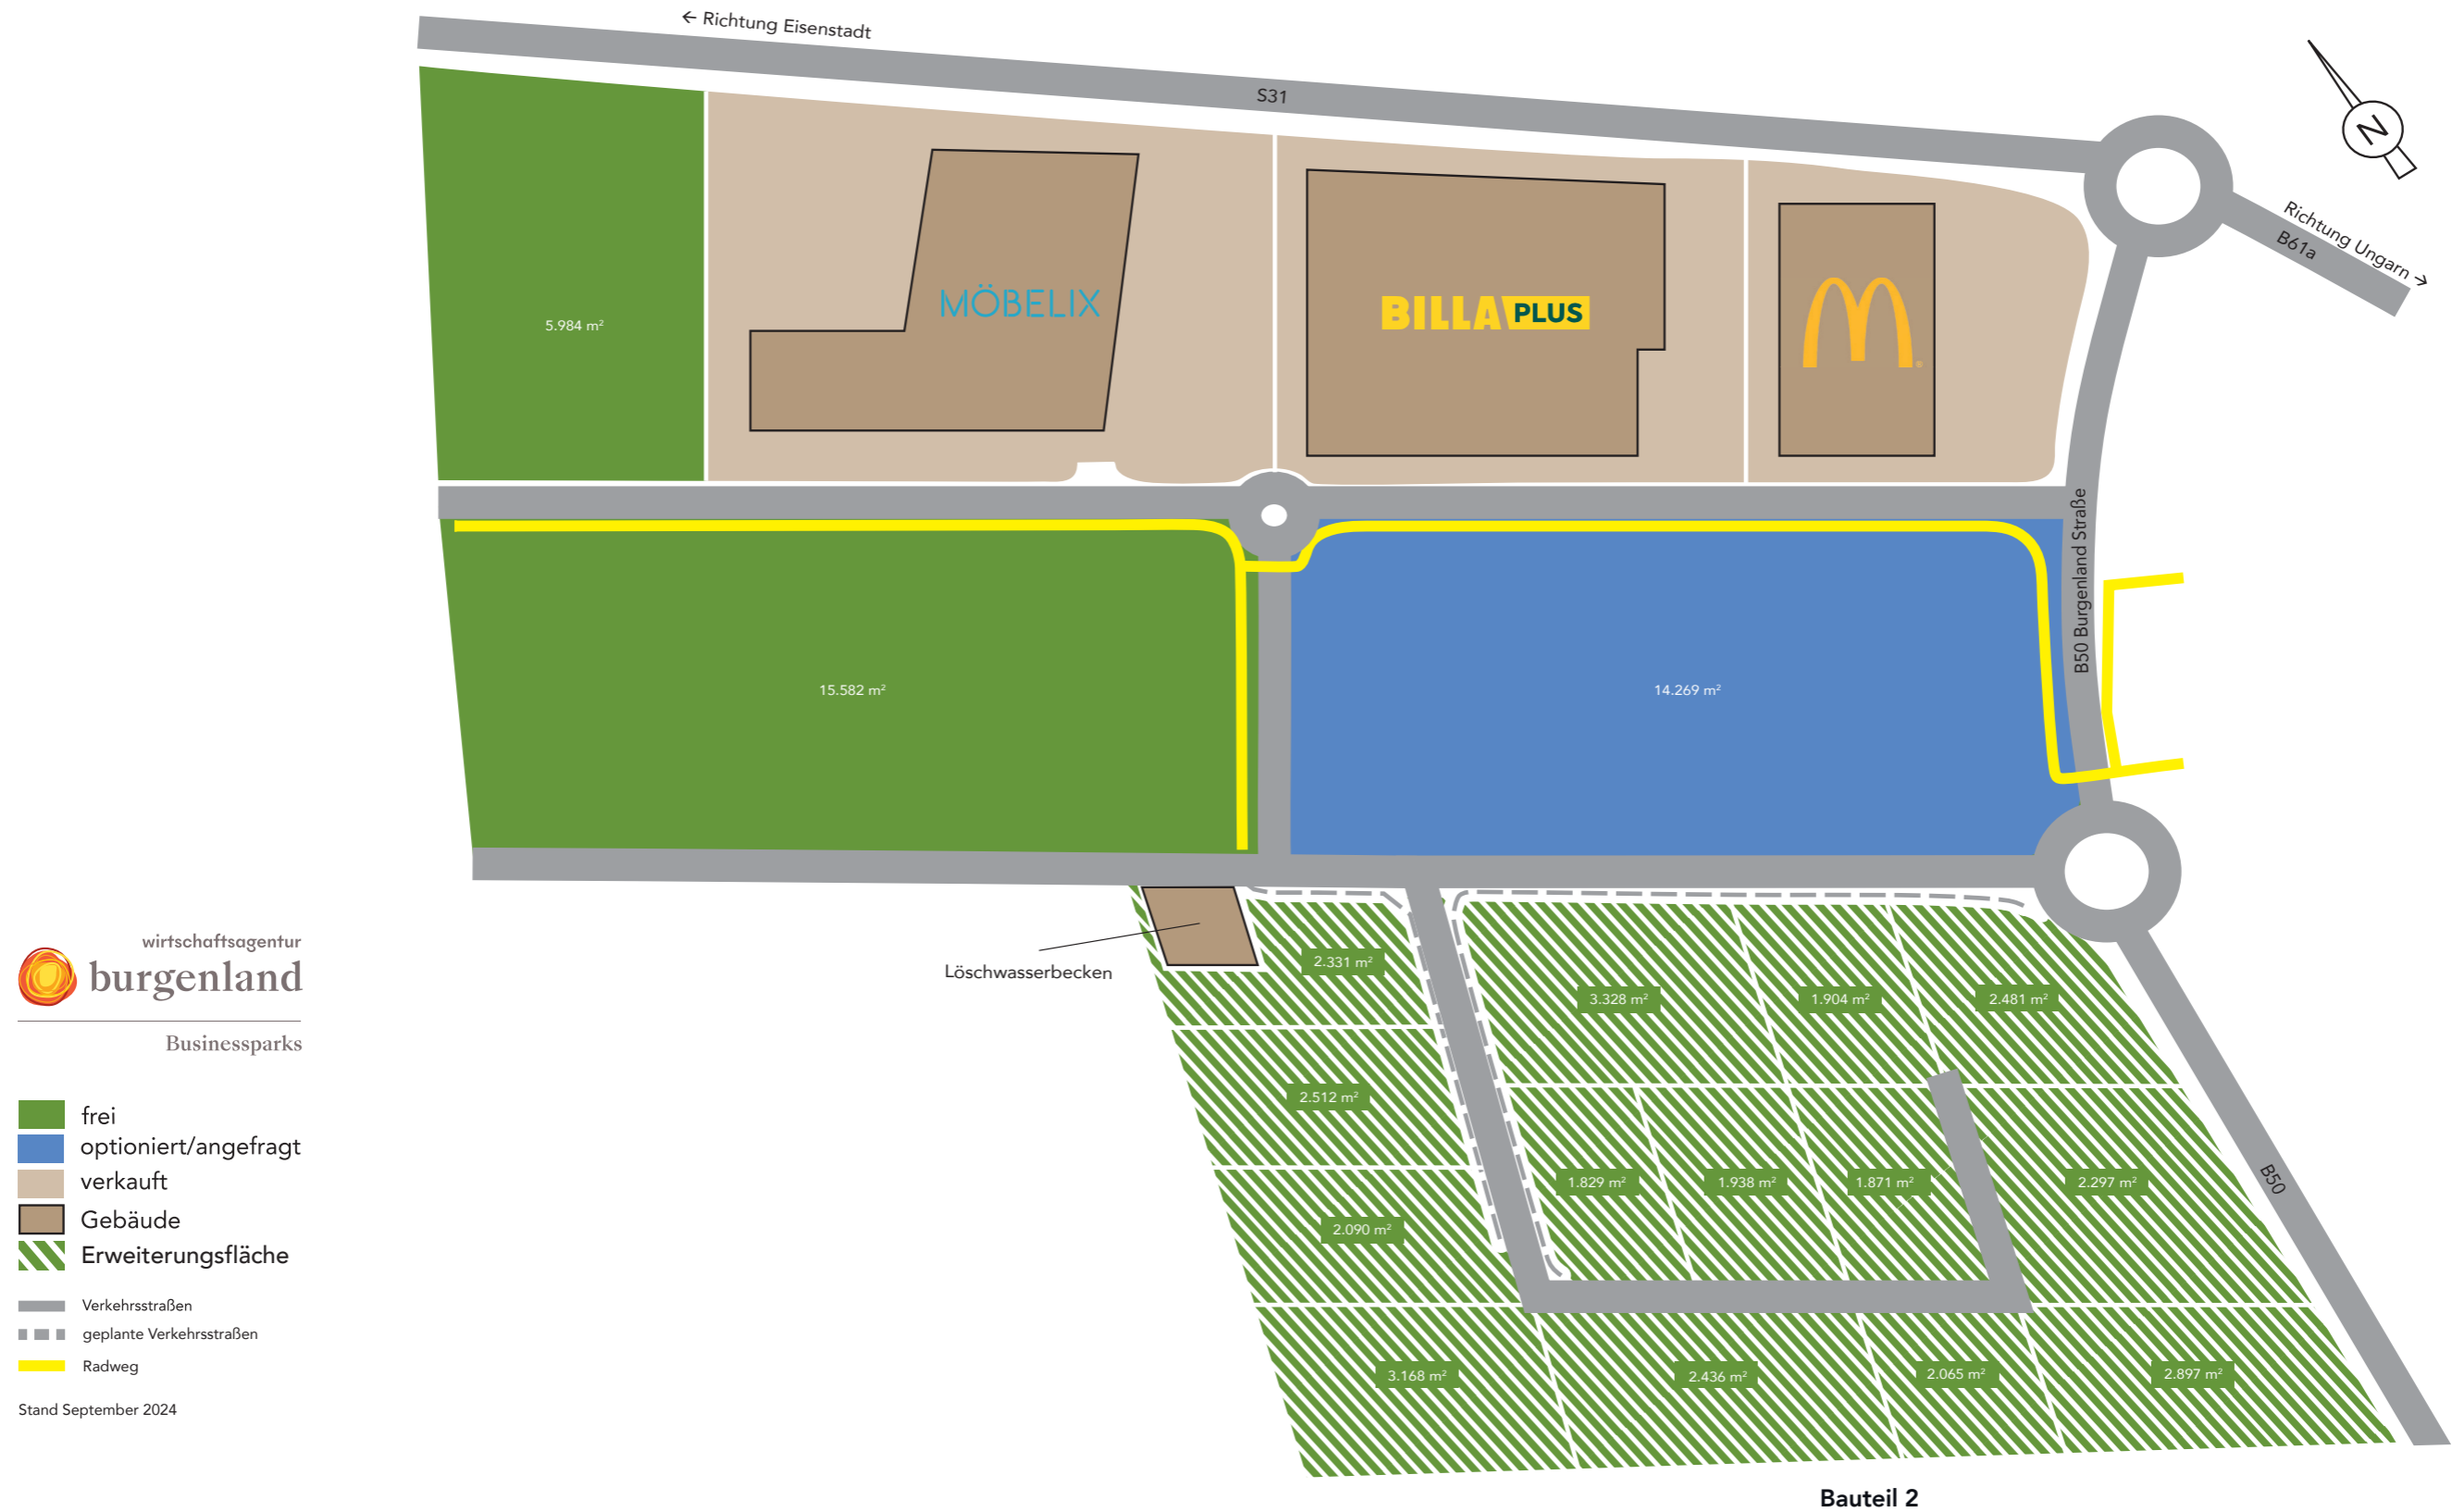 ← Richtung Eisenstadt
S31
N
Richtung Ungarn →
B61a
MÖBELIX
BILLA PLUS
5.984 m²
B50 Burgenland Straße
15.582 m²
14.269 m²
Löschwasserbecken
2.331 m²
3.328 m²
1.904 m²
2.481 m²
2.512 m²
1.829 m²
1.938 m²
1.871 m²
2.297 m²
B50
2.090 m²
3.168 m²
2.436 m²
2.065 m²
2.897 m²
Bauteil 2
wirtschaftsagentur
burgenland
Businessparks
frei
optioniert/angefragt
verkauft
Gebäude
Erweiterungsfläche
Verkehrsstraßen
geplante Verkehrsstraßen
Radweg
Stand September 2024